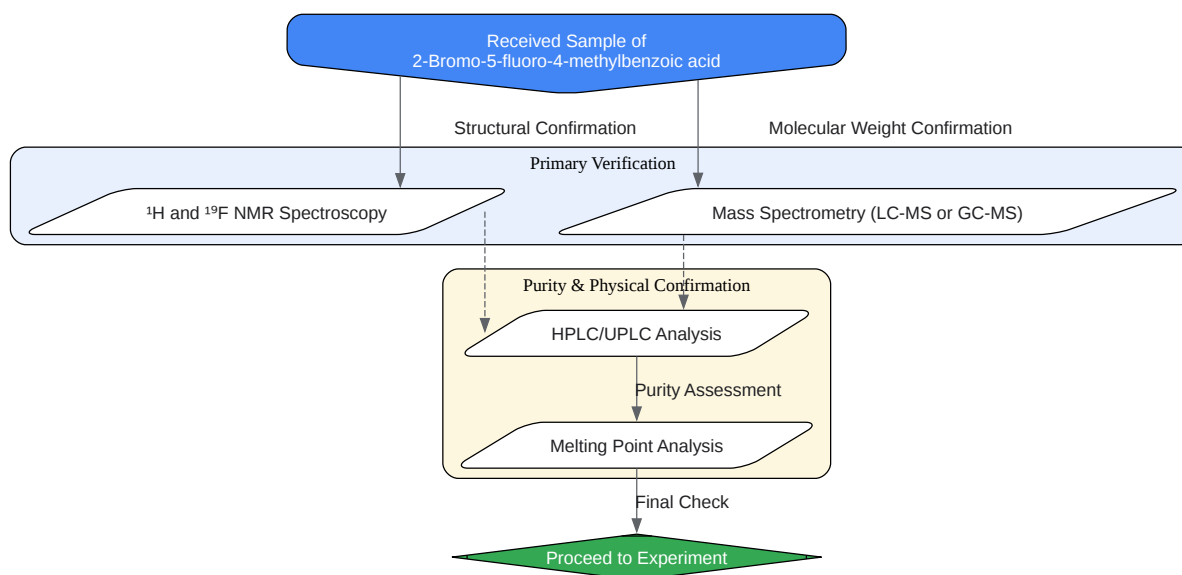 Received Sample of
2-Bromo-5-fluoro-4-methylbenzoic acid
Structural Confirmation
Molecular Weight Confirmation
Primary Verification
¹H and ¹⁹F NMR Spectroscopy
Mass Spectrometry (LC-MS or GC-MS)
Purity & Physical Confirmation
HPLC/UPLC Analysis
Purity Assessment
Melting Point Analysis
Final Check
Proceed to Experiment